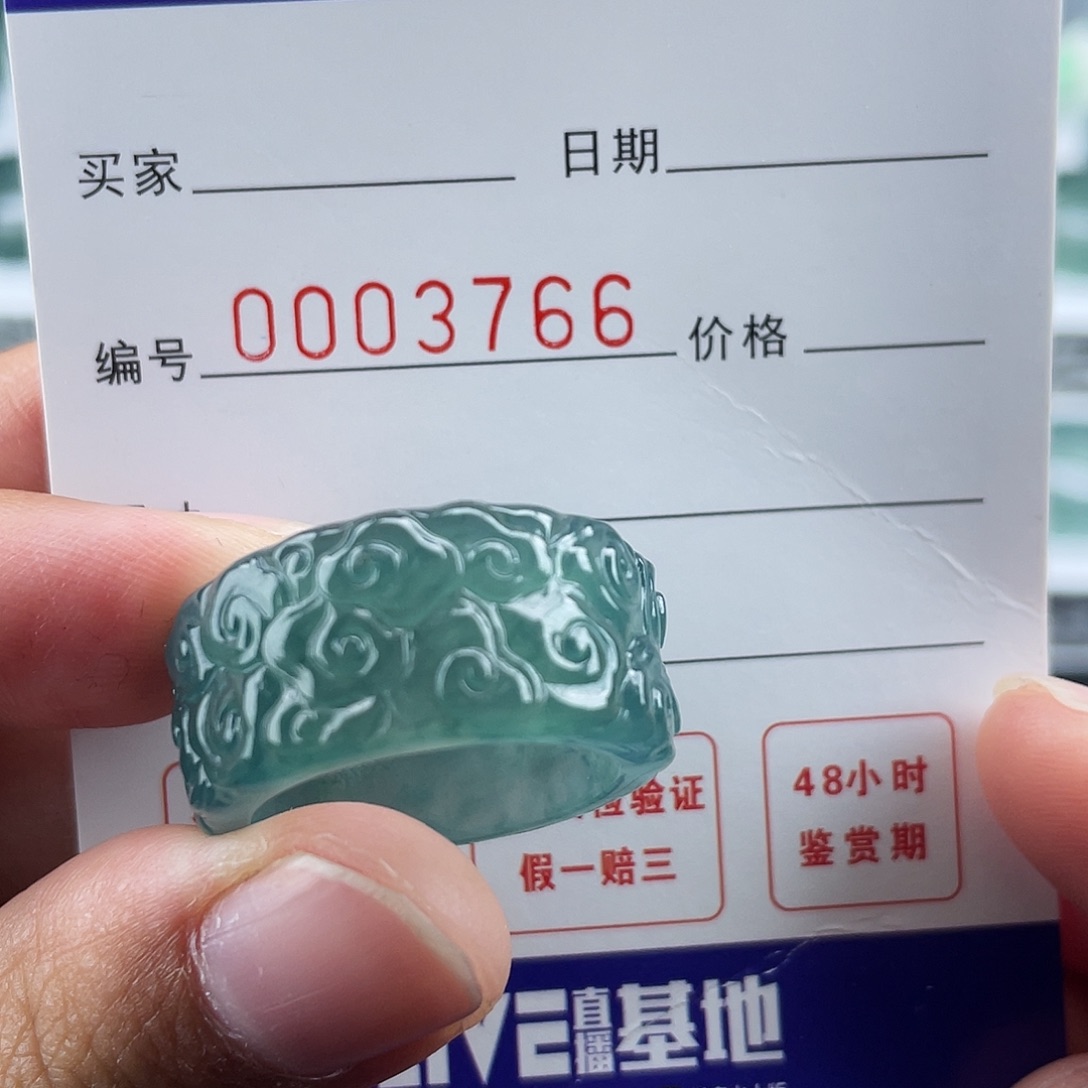 买家 日期
编号 0003766 价格
验证
假一赔三
48小时
鉴赏期
直播基地